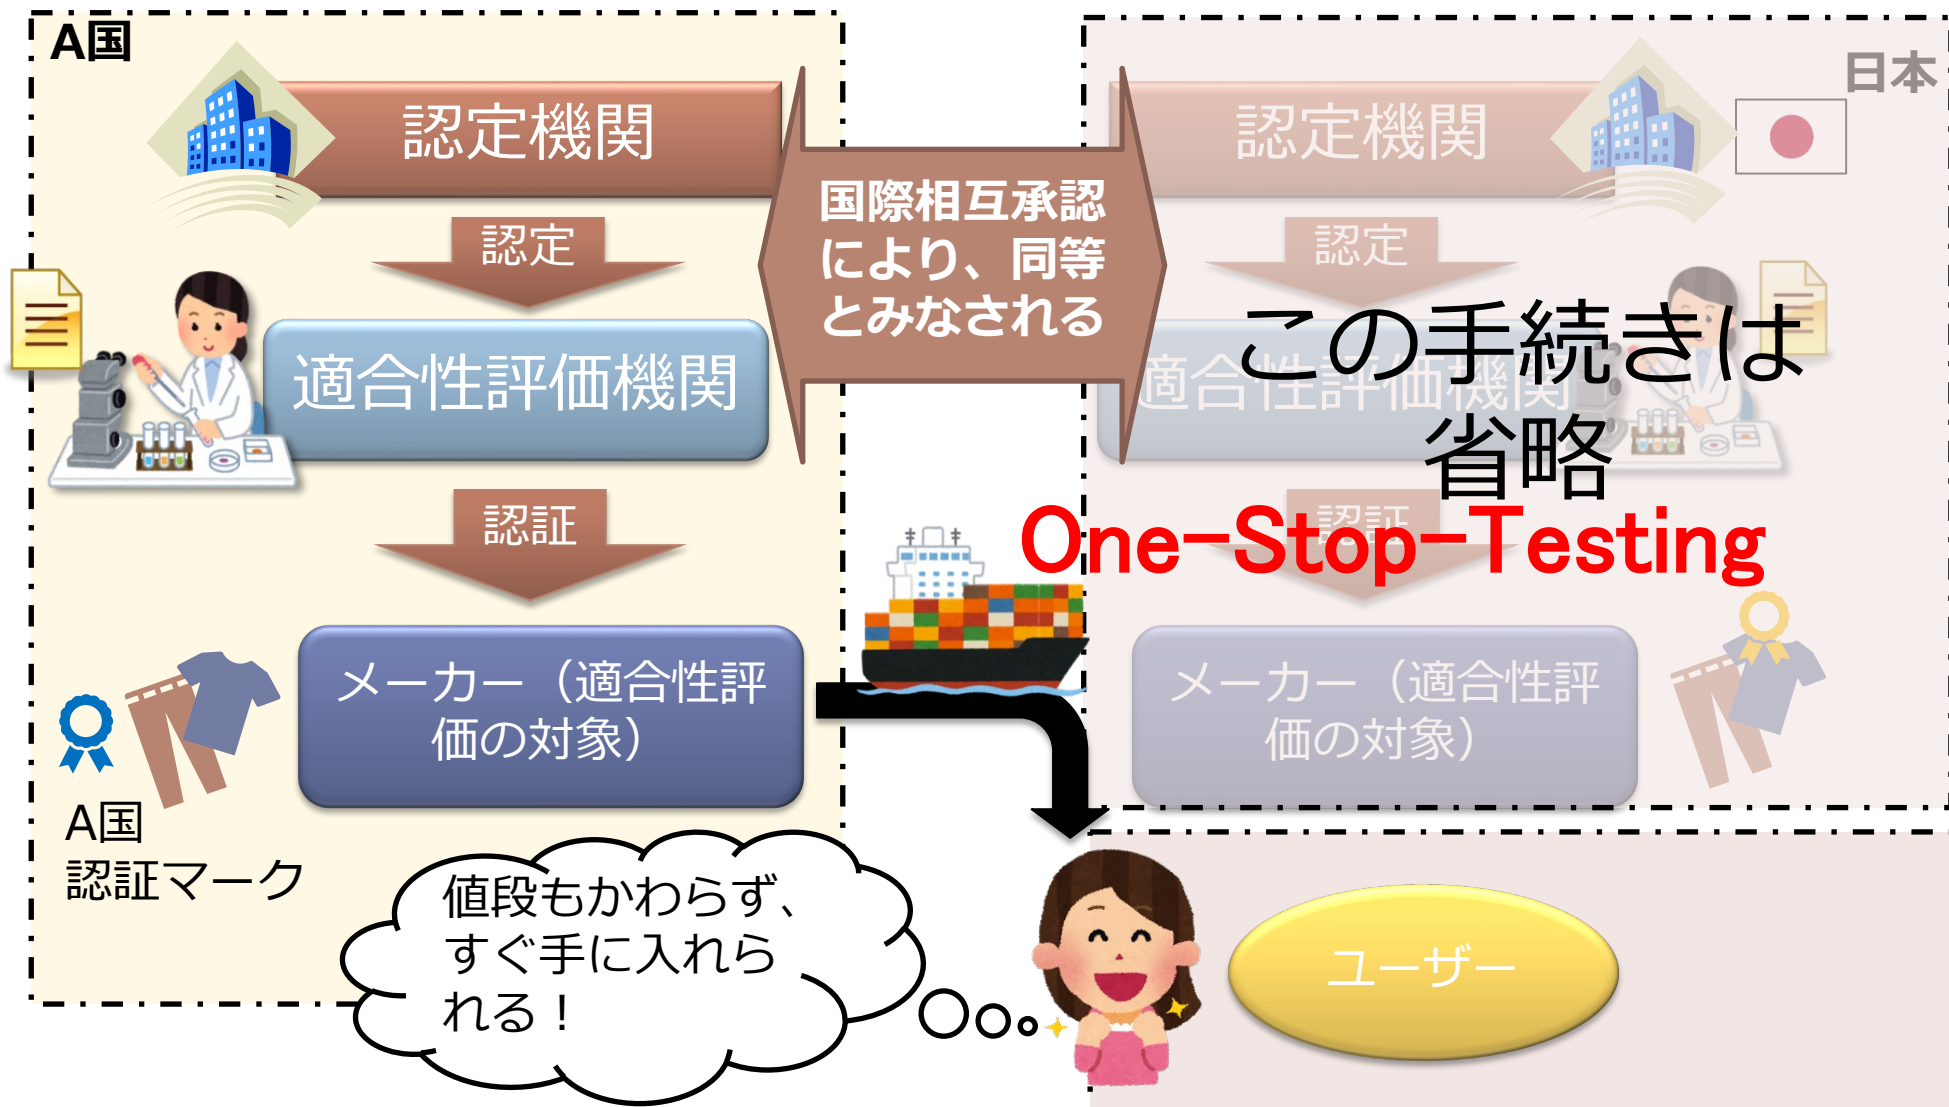 A国
認定機関
認定
適合性評価機関
認証
メーカー（適合性評
価の対象）
A国
認証マーク
国際相互承認
により、同等
とみなされる
日本
認定機関
認定
適合性評価機関
この手続きは
省略
認証
One-Stop-Testing
メーカー（適合性評
価の対象）
値段もかわらず、
すぐ手に入れら
れる！
ユーザー